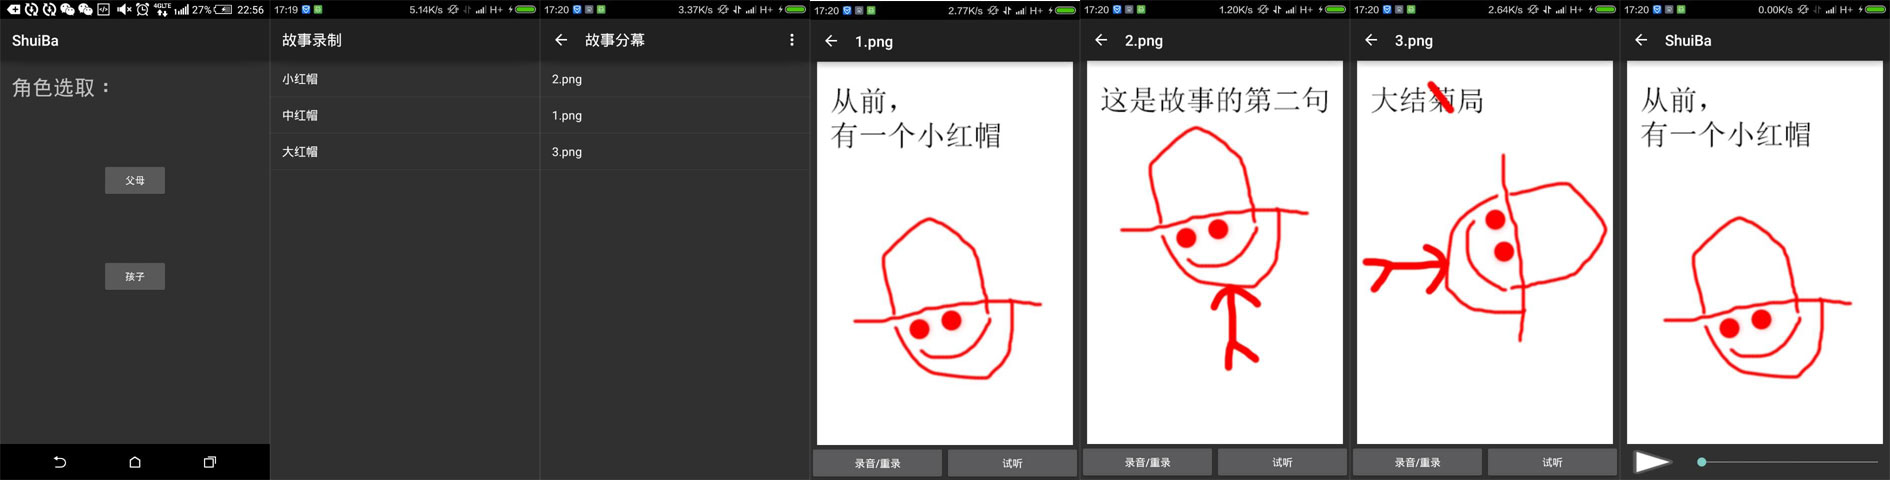 4GLTE 27% 22:56
ShuiBa
角色选取：
父母
孩子
17:19 5.14K/s H+
故事录制
小红帽
中红帽
大红帽
17:20 3.37K/s H+
故事分幕
2.png
1.png
3.png
17:20 2.77K/s H+
1.png
从前，
有一个小红帽
录音/重录 试听
17:20 1.20K/s H+
2.png
这是故事的第二句
录音/重录 试听
17:20 2.64K/s H+
3.png
大结菊局
录音/重录 试听
17:20 0.00K/s H+
ShuiBa
从前，
有一个小红帽